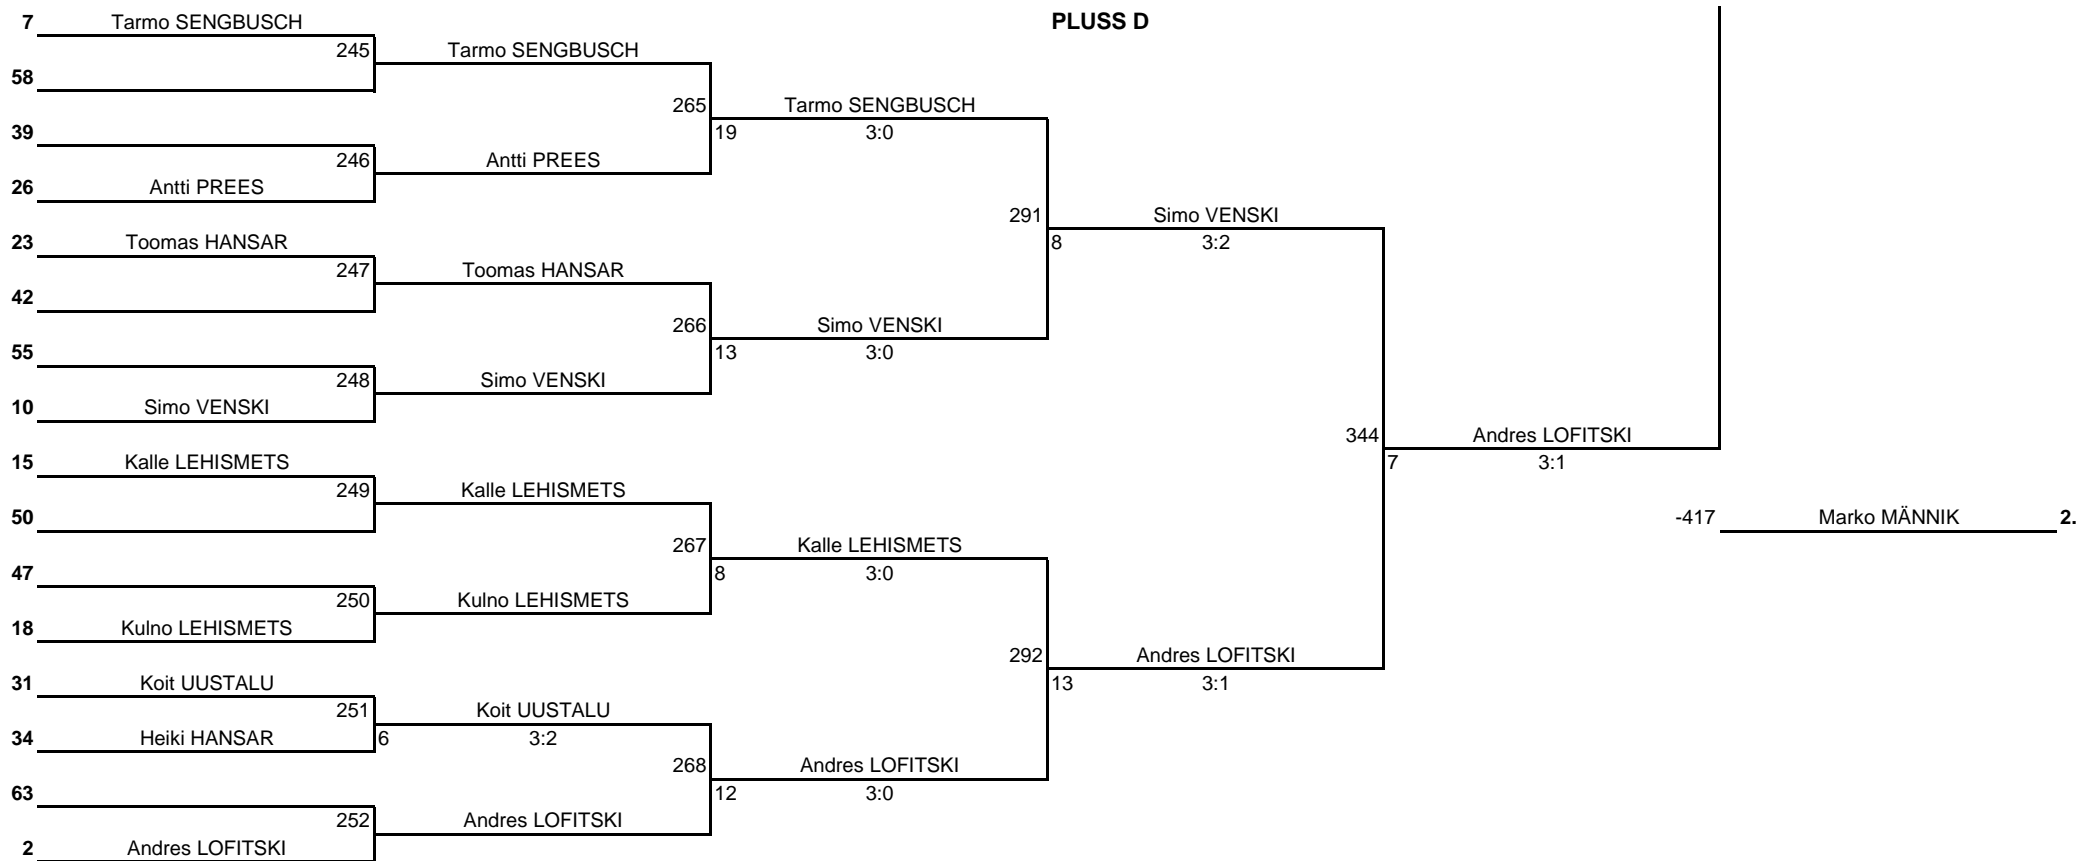 7 Tarmo SENGBUSCH PLUSS D
245 Tarmo SENGBUSCH
58
265 Tarmo SENGBUSCH
39 19 3:0
246 Antti PREES
26 Antti PREES
291 Simo VENSKI
23 Toomas HANSAR 8 3:2
247 Toomas HANSAR
42
266 Simo VENSKI
55 13 3:0
248 Simo VENSKI
10 Simo VENSKI
344 Andres LOFITSKI
15 Kalle LEHISMETS 7 3:1
249 Kalle LEHISMETS
50 -417 Marko MÄNNIK 2.
267 Kalle LEHISMETS
47 8 3:0
250 Kulno LEHISMETS
18 Kulno LEHISMETS
292 Andres LOFITSKI
31 Koit UUSTALU 13 3:1
251 Koit UUSTALU
34 Heiki HANSAR 6 3:2
268 Andres LOFITSKI
63 12 3:0
252 Andres LOFITSKI
2 Andres LOFITSKI